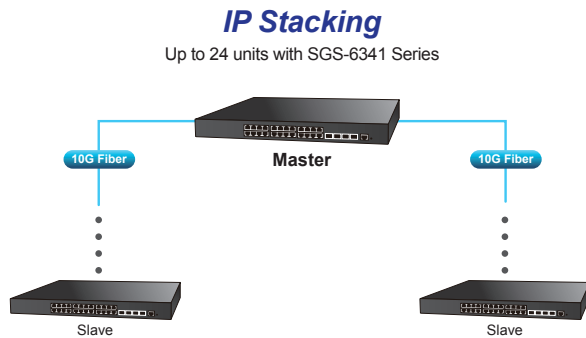 IP Stacking
Up to 24 units with SGS-6341 Series
Master
10G Fiber
10G Fiber
Slave
Slave